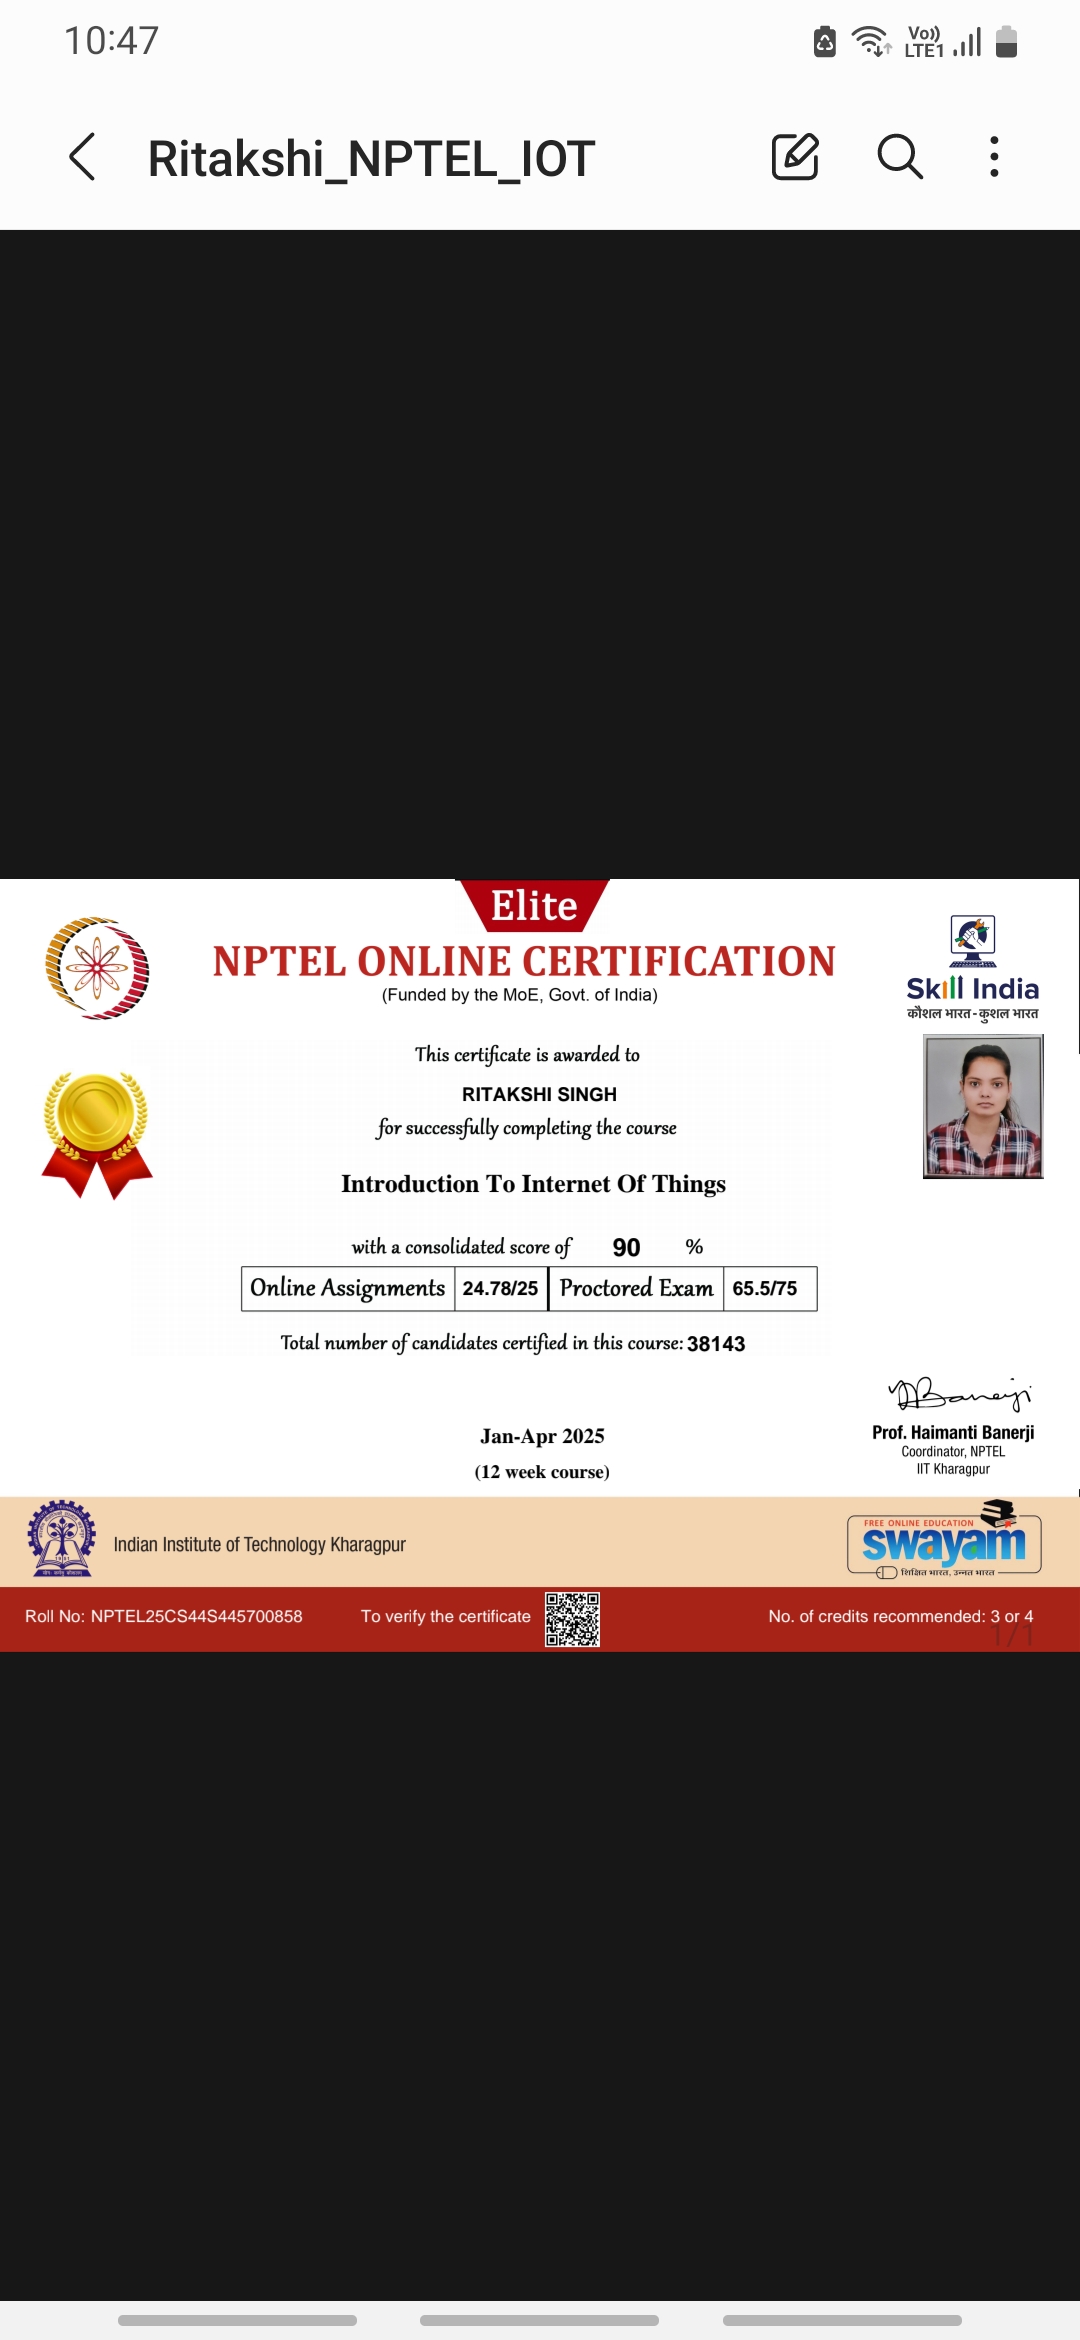 10:47
Vo))
LTE1
Ritakshi_NPTEL_IOT
Elite
NPTEL ONLINE CERTIFICATION
(Funded by the MoE, Govt. of India)
Skill India
कौशल भारत - कुशल भारत
This certificate is awarded to
RITAKSHI SINGH
for successfully completing the course
Introduction To Internet Of Things
with a consolidated score of 90 %
Online Assignments 24.78/25 Proctored Exam 65.5/75
Total number of candidates certified in this course: 38143
Jan-Apr 2025
(12 week course)
Prof. Haimanti Banerji
Coordinator, NPTEL
IIT Kharagpur
Indian Institute of Technology Kharagpur
FREE ONLINE EDUCATION
swayam
शिक्षित भारत, उन्नत भारत
Roll No: NPTEL25CS44S445700858 To verify the certificate No. of credits recommended: 3 or 4
1/1